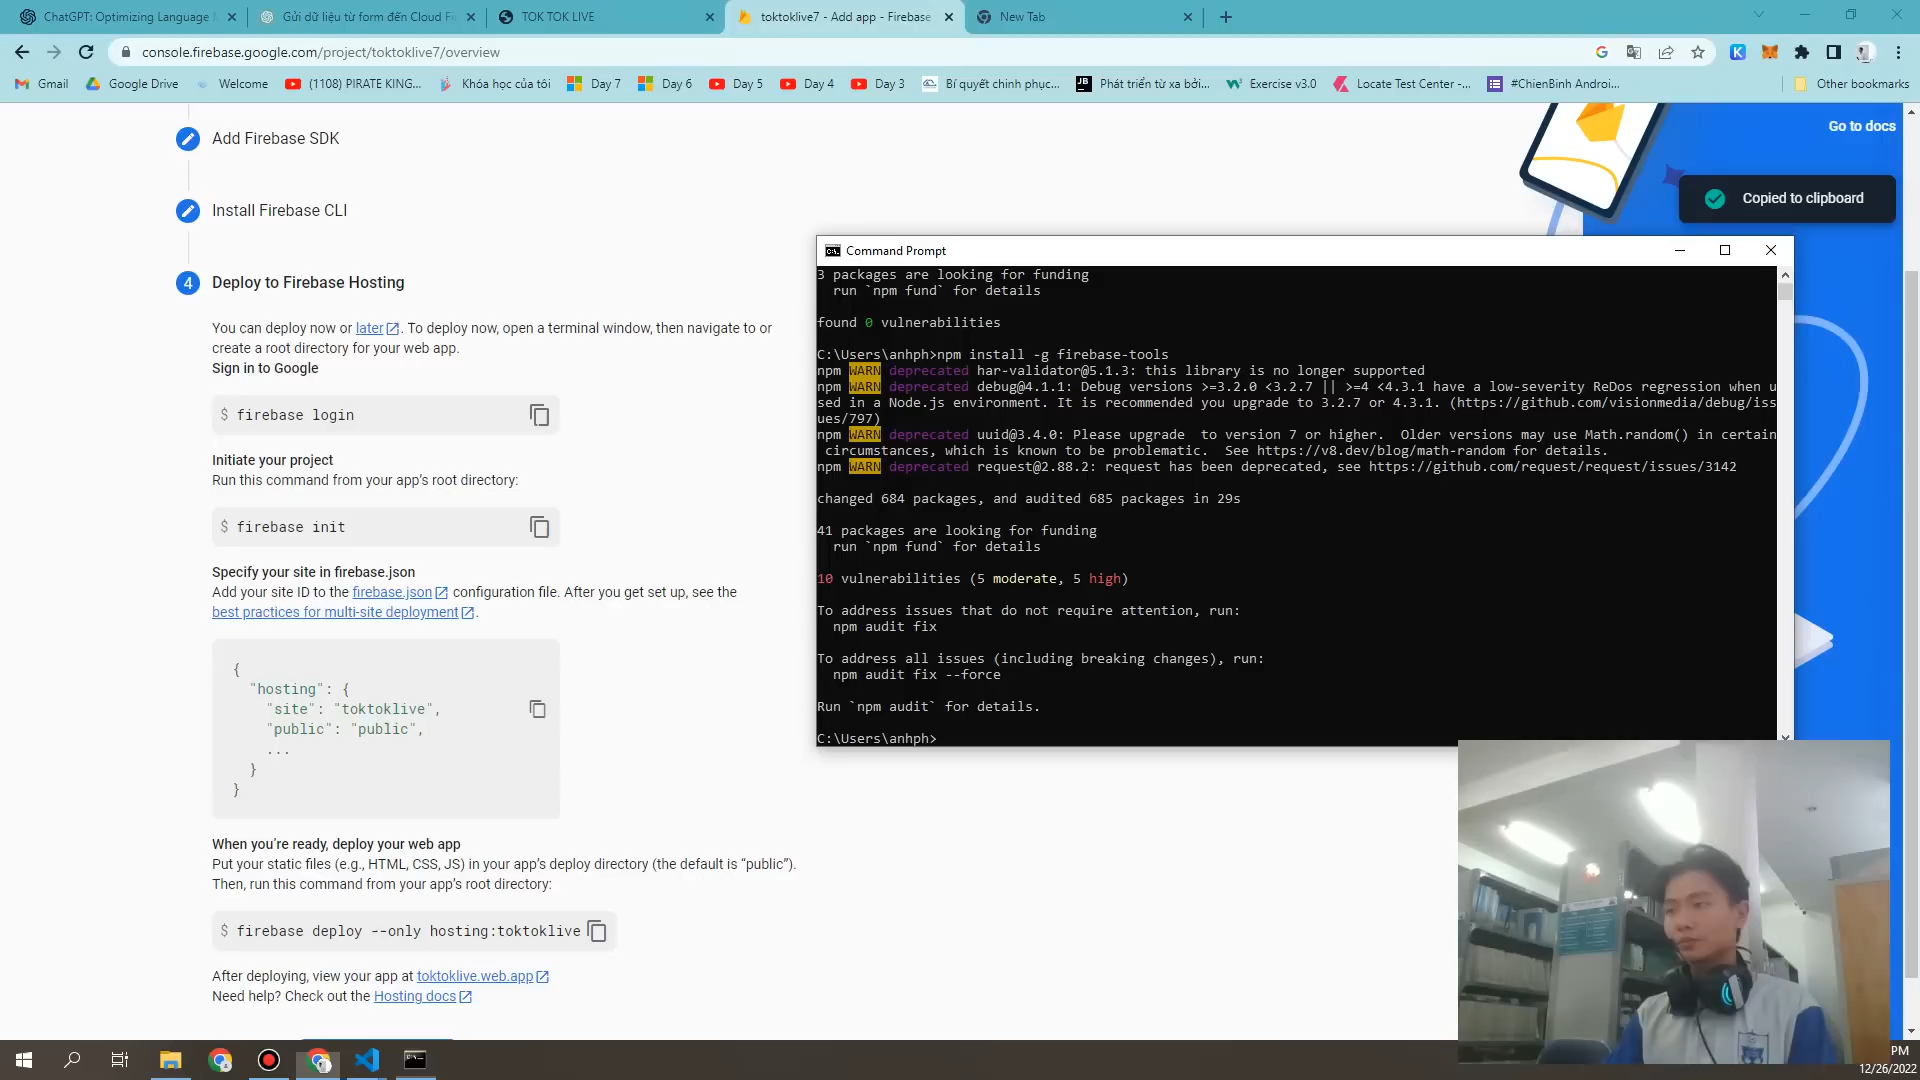 ChatGPT: Optimizing Language
Gửi dữ liệu từ form đến Cloud Fi
TOK TOK LIVE
toktoklive7 - Add app - Firebase
New Tab
console.firebase.google.com/project/toktoklive7/overview
Gmail
Google Drive
Welcome
(1108) PIRATE KING...
Khóa học của tôi
Day 7
Day 6
Day 5
Day 4
Day 3
Bí quyết chinh phục...
Phát triển từ xa bởi...
Exercise v3.0
Locate Test Center -...
#ChienBinh Androi...
Other bookmarks
Go to docs
Copied to clipboard
Add Firebase SDK
Install Firebase CLI
4 Deploy to Firebase Hosting
You can deploy now or later. To deploy now, open a terminal window, then navigate to or
create a root directory for your web app.
Sign in to Google
$ firebase login
Initiate your project
Run this command from your app's root directory:
$ firebase init
Specify your site in firebase.json
Add your site ID to the firebase.json configuration file. After you get set up, see the
best practices for multi-site deployment.
{
"hosting": {
"site": "toktoklive",
"public": "public",
...
}
}
When you're ready, deploy your web app
Put your static files (e.g., HTML, CSS, JS) in your app's deploy directory (the default is “public”).
Then, run this command from your app's root directory:
$ firebase deploy --only hosting:toktoklive
After deploying, view your app at toktoklive.web.app
Need help? Check out the Hosting docs
Command Prompt
3 packages are looking for funding
run `npm fund` for details
found 0 vulnerabilities
C:\Users\anhph>npm install -g firebase-tools
npm WARN deprecated har-validator@5.1.3: this library is no longer supported
npm WARN deprecated debug@4.1.1: Debug versions >=3.2.0 <3.2.7 || >=4 <4.3.1 have a low-severity ReDos regression when u
sed in a Node.js environment. It is recommended you upgrade to 3.2.7 or 4.3.1. (https://github.com/visionmedia/debug/iss
ues/797)
npm WARN deprecated uuid@3.4.0: Please upgrade  to version 7 or higher.  Older versions may use Math.random() in certain
circumstances, which is known to be problematic.  See https://v8.dev/blog/math-random for details.
npm WARN deprecated request@2.88.2: request has been deprecated, see https://github.com/request/request/issues/3142
changed 684 packages, and audited 685 packages in 29s
41 packages are looking for funding
run `npm fund` for details
10 vulnerabilities (5 moderate, 5 high)
To address issues that do not require attention, run:
npm audit fix
To address all issues (including breaking changes), run:
npm audit fix --force
Run `npm audit` for details.
C:\Users\anhph>
PM
12/26/2022